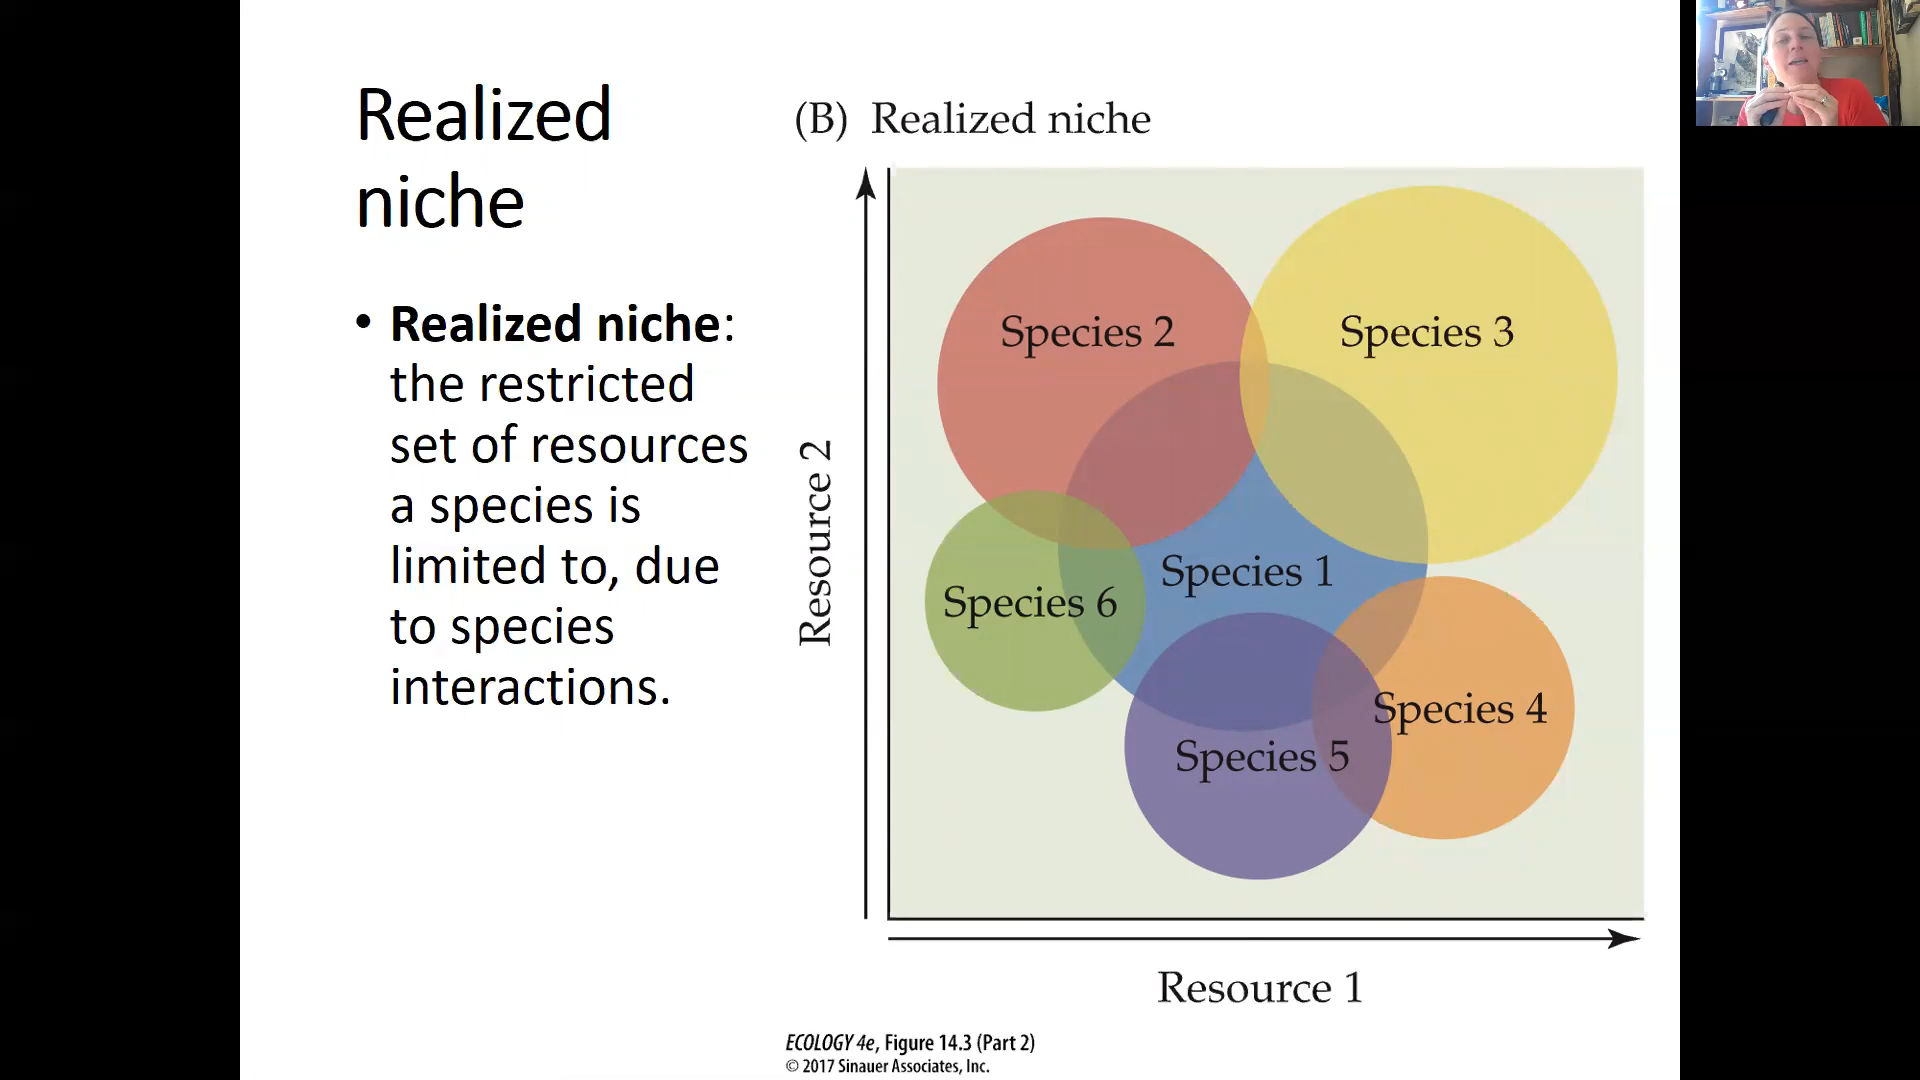 Realized
niche
• Realized niche:
the restricted
set of resources
a species is
limited to, due
to species
interactions.
(B) Realized niche
Resource 2
Species 2
Species 3
Species 1
Species 6
Species 4
Species 5
Resource 1
ECOLOGY 4e, Figure 14.3 (Part 2)
© 2017 Sinauer Associates, Inc.